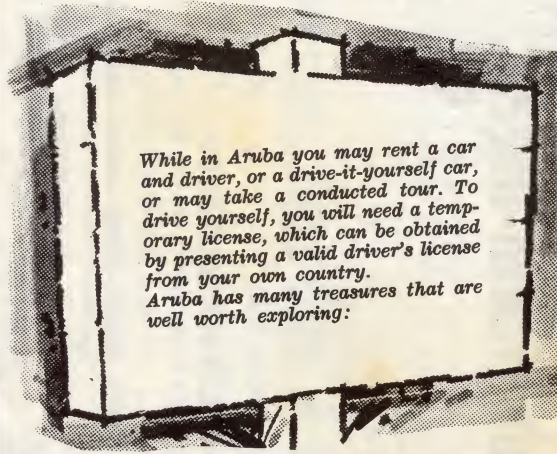 While in Aruba you may rent a car
and driver, or a drive-it-yourself car,
or may take a conducted tour. To
drive yourself, you will need a temp-
orary license, which can be obtained
by presenting a valid driver's license
from your own country.
Aruba has many treasures that are
well worth exploring: